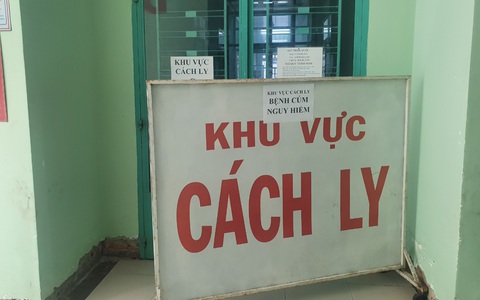 KHU VỰC
CÁCH LY
KHU VỰC CÁCH LY
BỆNH CÚM
NGUY HIỂM
KHU VỰC
CÁCH LY